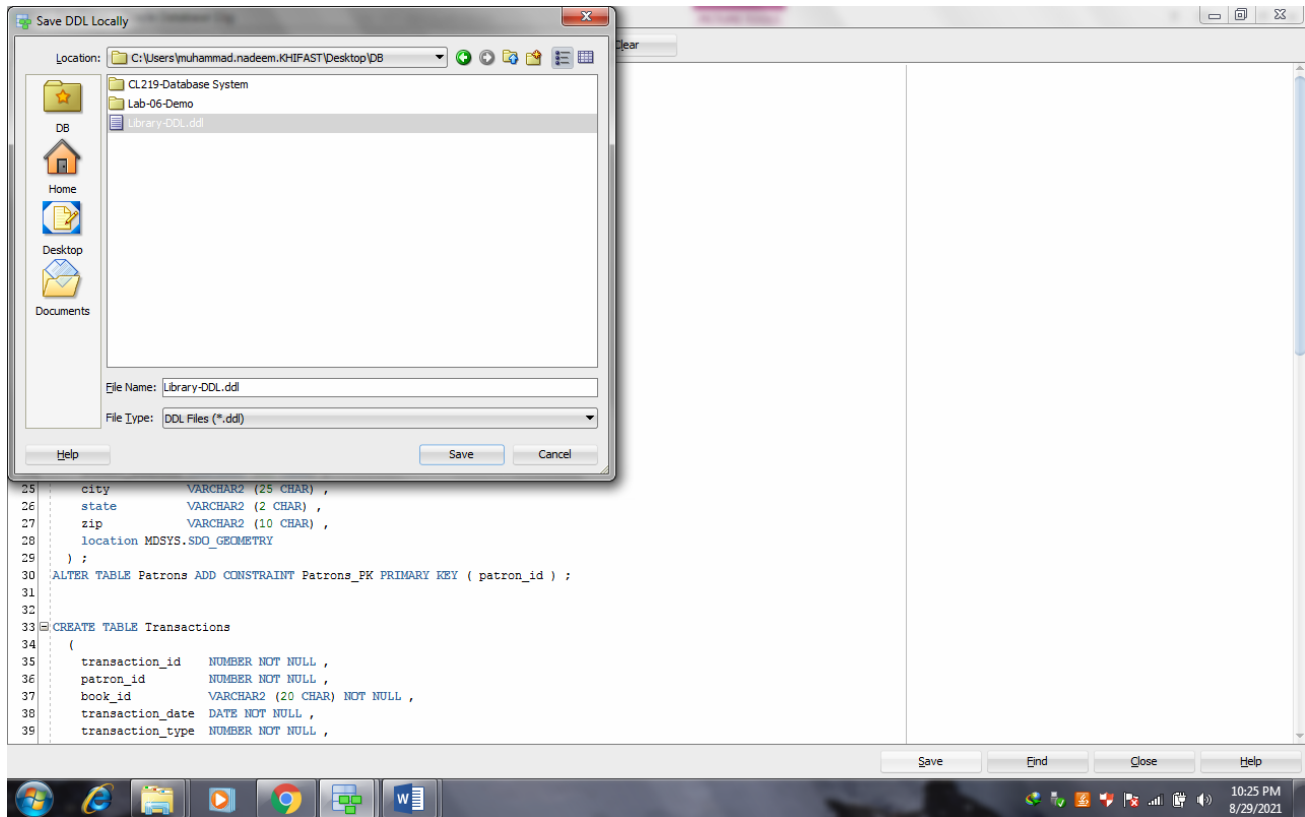 Save DDL Locally
Location: C:\Users\muhammad.nadeem.KHIFAST\Desktop\DB
Clear
CL219-Database System
Lab-06-Demo
Library-DDL.ddl
DB
Home
Desktop
Documents
File Name: Library-DDL.ddl
File Type: DDL Files (*.ddl)
Help Save Cancel
25 city VARCHAR2 (25 CHAR) ,
26 state VARCHAR2 (2 CHAR) ,
27 zip VARCHAR2 (10 CHAR) ,
28 location MDSYS.SDO_GEOMETRY
29 ) ;
30 ALTER TABLE Patrons ADD CONSTRAINT Patrons_PK PRIMARY KEY ( patron_id ) ;
31
32
33 CREATE TABLE Transactions
34 (
35 transaction_id NUMBER NOT NULL ,
36 patron_id NUMBER NOT NULL ,
37 book_id VARCHAR2 (20 CHAR) NOT NULL ,
38 transaction_date DATE NOT NULL ,
39 transaction_type NUMBER NOT NULL ,
Save Find Close Help
10:25 PM
8/29/2021